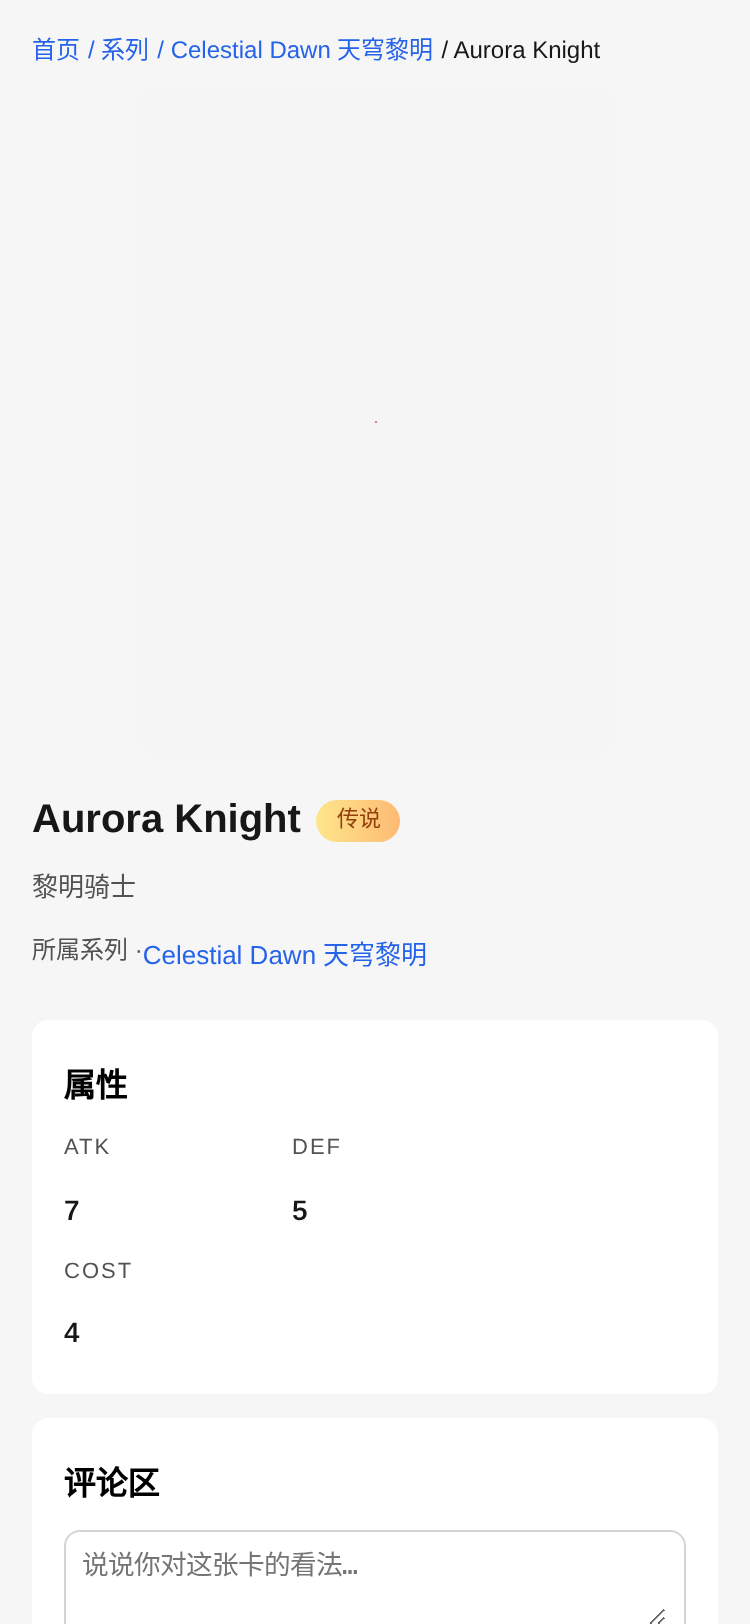 首页 / 系列 / Celestial Dawn 天穹黎明 / Aurora Knight
Aurora Knight 传说
黎明骑士
所属系列 ·Celestial Dawn 天穹黎明
属性
ATK DEF
7 5
COST
4
评论区
说说你对这张卡的看法…